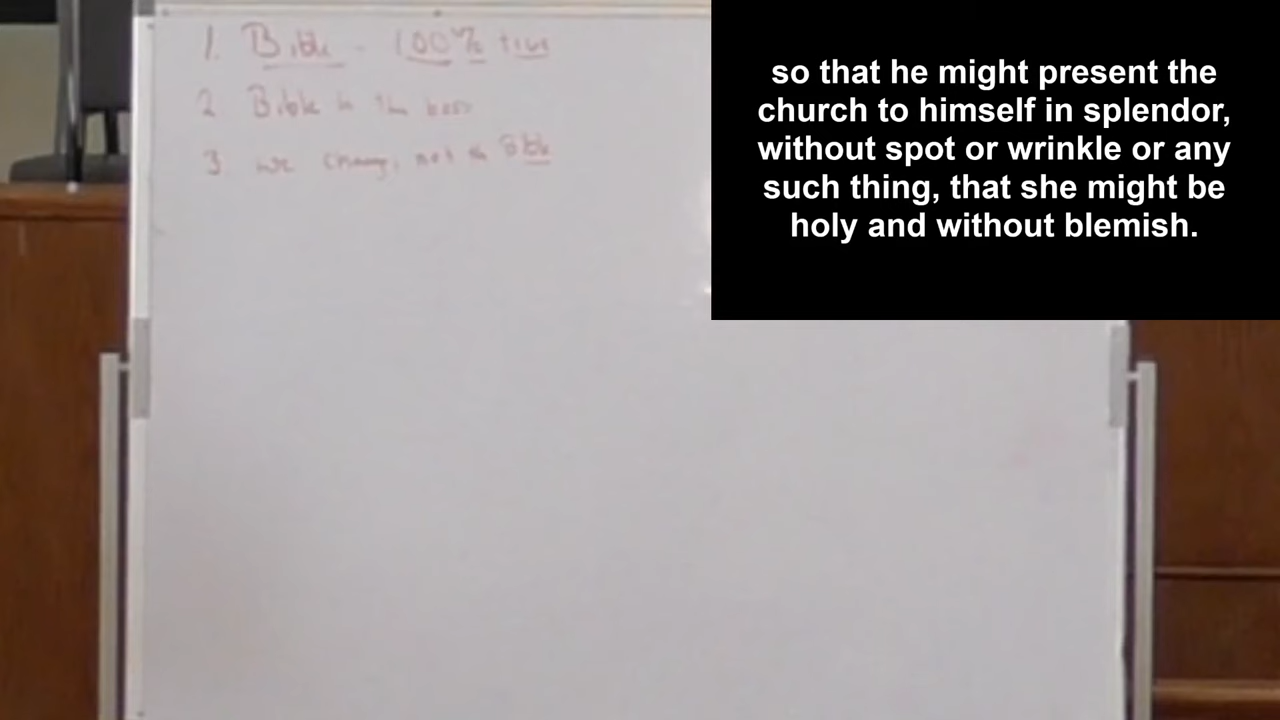 1. Bible - 100% true
2 Bible is the boss
3 we change, not the Bible
so that he might present the
church to himself in splendor,
without spot or wrinkle or any
such thing, that she might be
holy and without blemish.